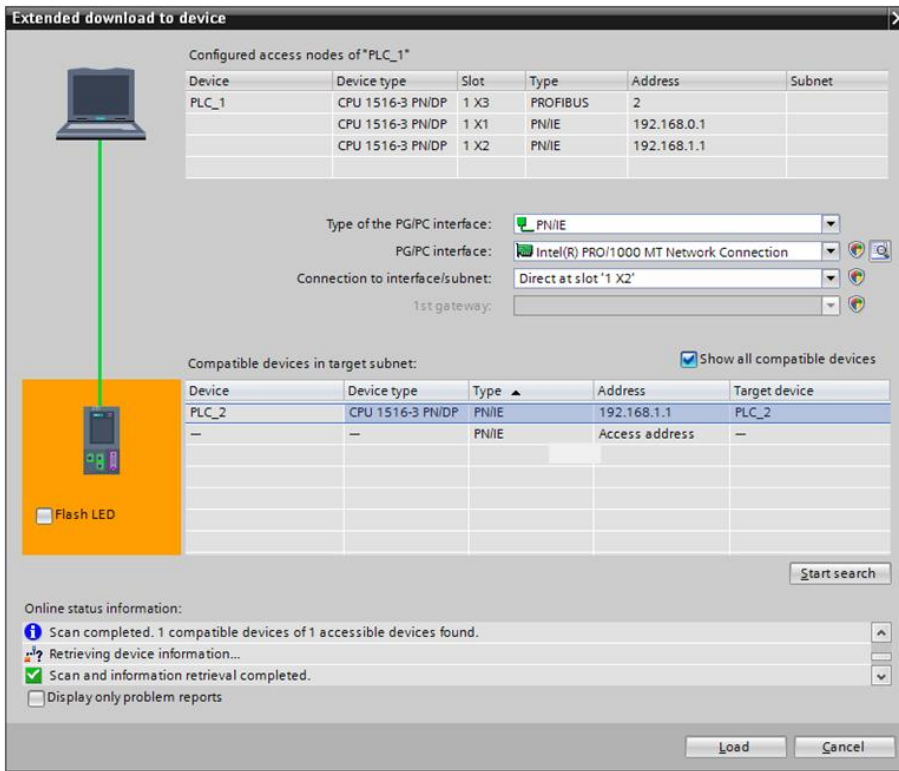 Extended download to device
Configured access nodes of "PLC_1"
Device Device type Slot Type Address Subnet
PLC_1 CPU 1516-3 PN/DP 1 X3 PROFIBUS 2
CPU 1516-3 PN/DP 1 X1 PN/IE 192.168.0.1
CPU 1516-3 PN/DP 1 X2 PN/IE 192.168.1.1
Type of the PG/PC interface: PN/IE
PG/PC interface: Intel(R) PRO/1000 MT Network Connection
Connection to interface/subnet: Direct at slot '1 X2'
1st gateway:
Compatible devices in target subnet: Show all compatible devices
Device Device type Type Address Target device
PLC_2 CPU 1516-3 PN/DP PN/IE 192.168.1.1 PLC_2
— — PN/IE Access address —
Flash LED
Start search
Online status information:
Scan completed. 1 compatible devices of 1 accessible devices found.
Retrieving device information...
Scan and information retrieval completed.
Display only problem reports
Load Cancel